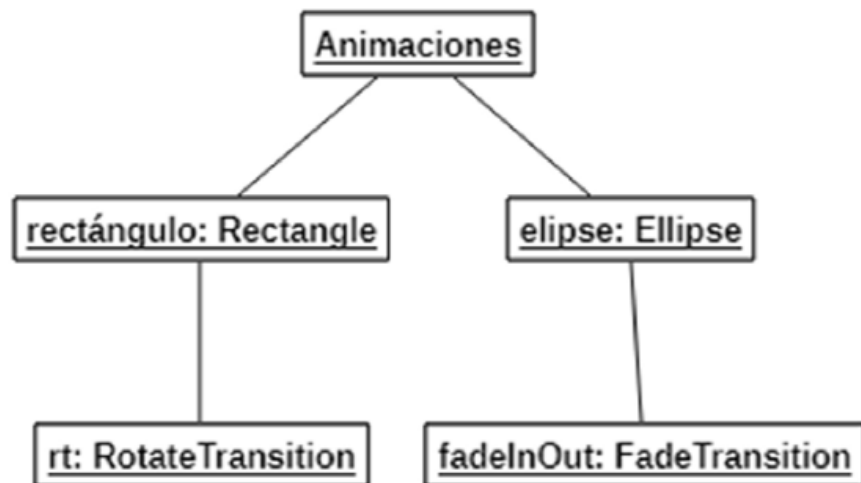 Animaciones
rectángulo: Rectangle
elipse: Ellipse
rt: RotateTransition
fadeInOut: FadeTransition